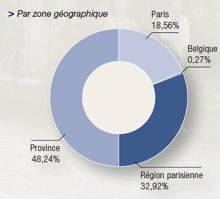 > Par zone géographique
Paris
18,56%
Belgique
0,27%
Province
48,24%
Région parisienne
32,92%